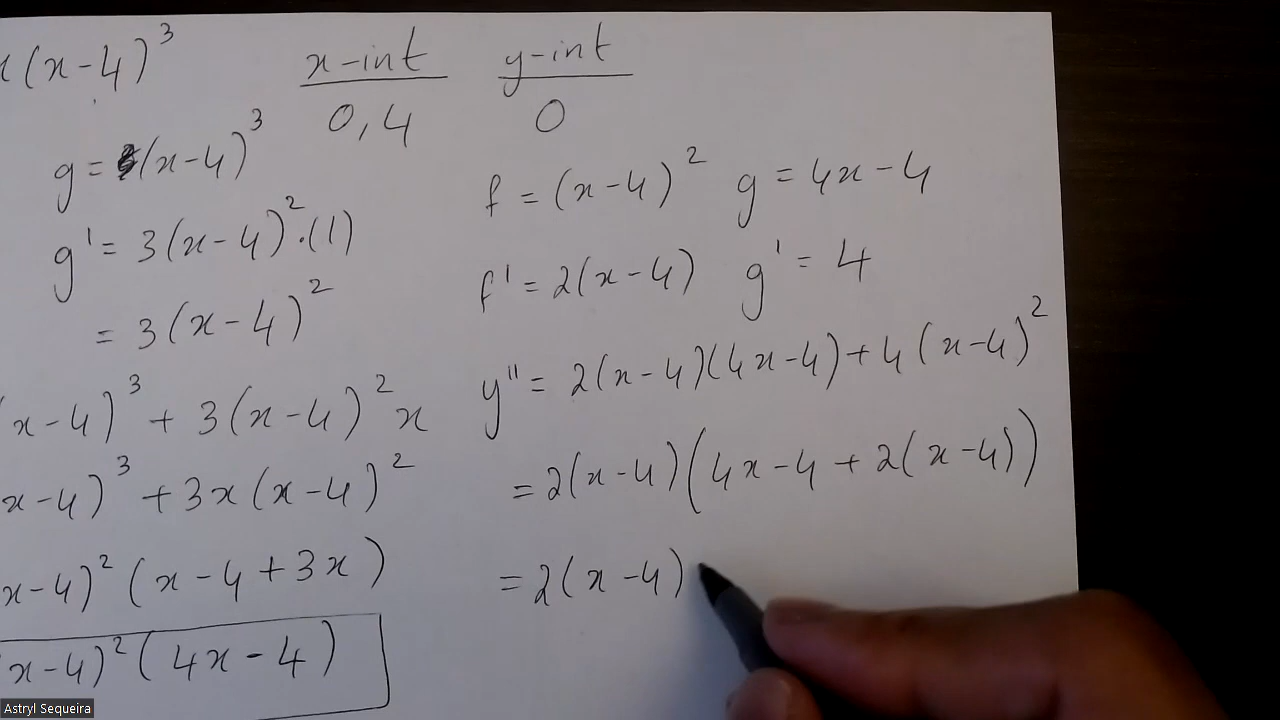 x(x-4)^3
x-int
0, 4
y-int
0
g = (x-4)^3
g' = 3(x-4)^2·(1)
= 3(x-4)^2
(x-4)^3 + 3(x-4)^2 x
x-4)^3 + 3x(x-4)^2
x-4)^2 (x-4+3x)
(x-4)^2 (4x-4)
f = (x-4)^2 g = 4x-4
f' = 2(x-4) g' = 4
y'' = 2(x-4)(4x-4) + 4(x-4)^2
= 2(x-4)(4x-4 + 2(x-4))
= 2(x-4)
Astryl Sequeira